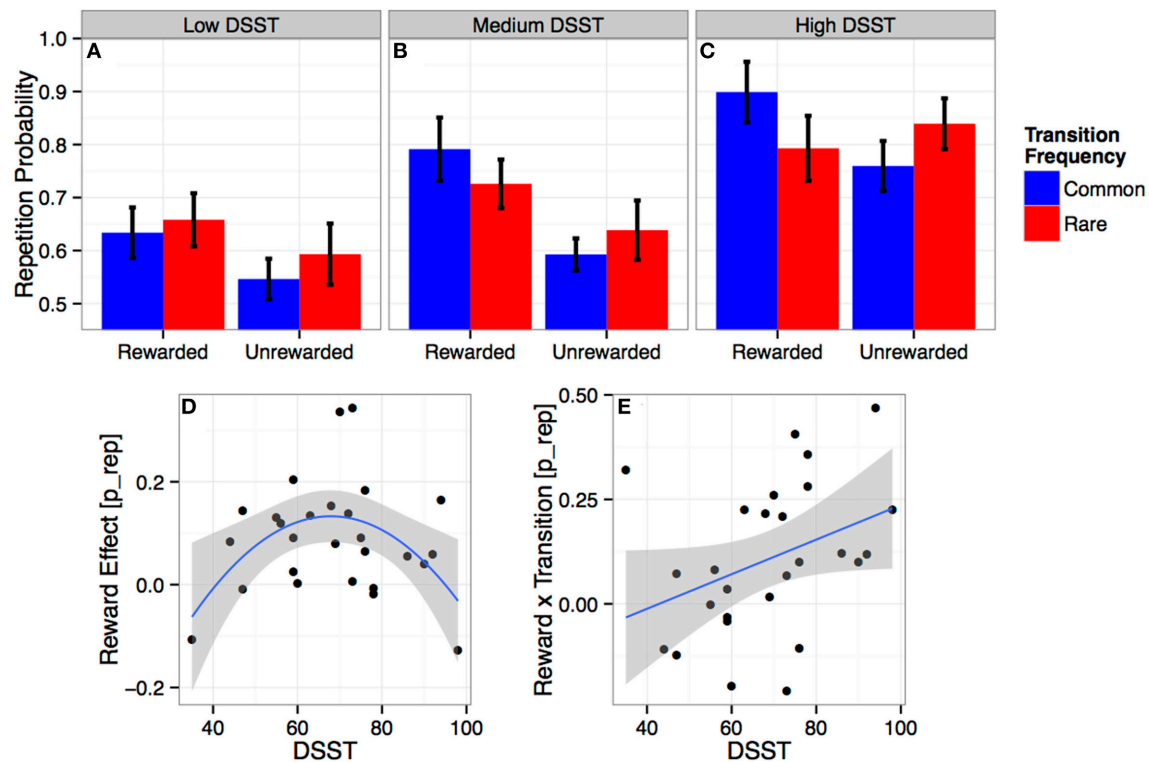 Low DSST
Medium DSST
High DSST
A
B
C
Repetition Probability
1.0
0.9
0.8
0.7
0.6
0.5
Rewarded
Unrewarded
Rewarded
Unrewarded
Rewarded
Unrewarded
Transition
Frequency
Common
Rare
D
Reward Effect [p_rep]
0.2
0.0
−0.2
40
60
80
100
DSST
E
Reward x Transition [p_rep]
0.50
0.25
0.00
40
60
80
100
DSST